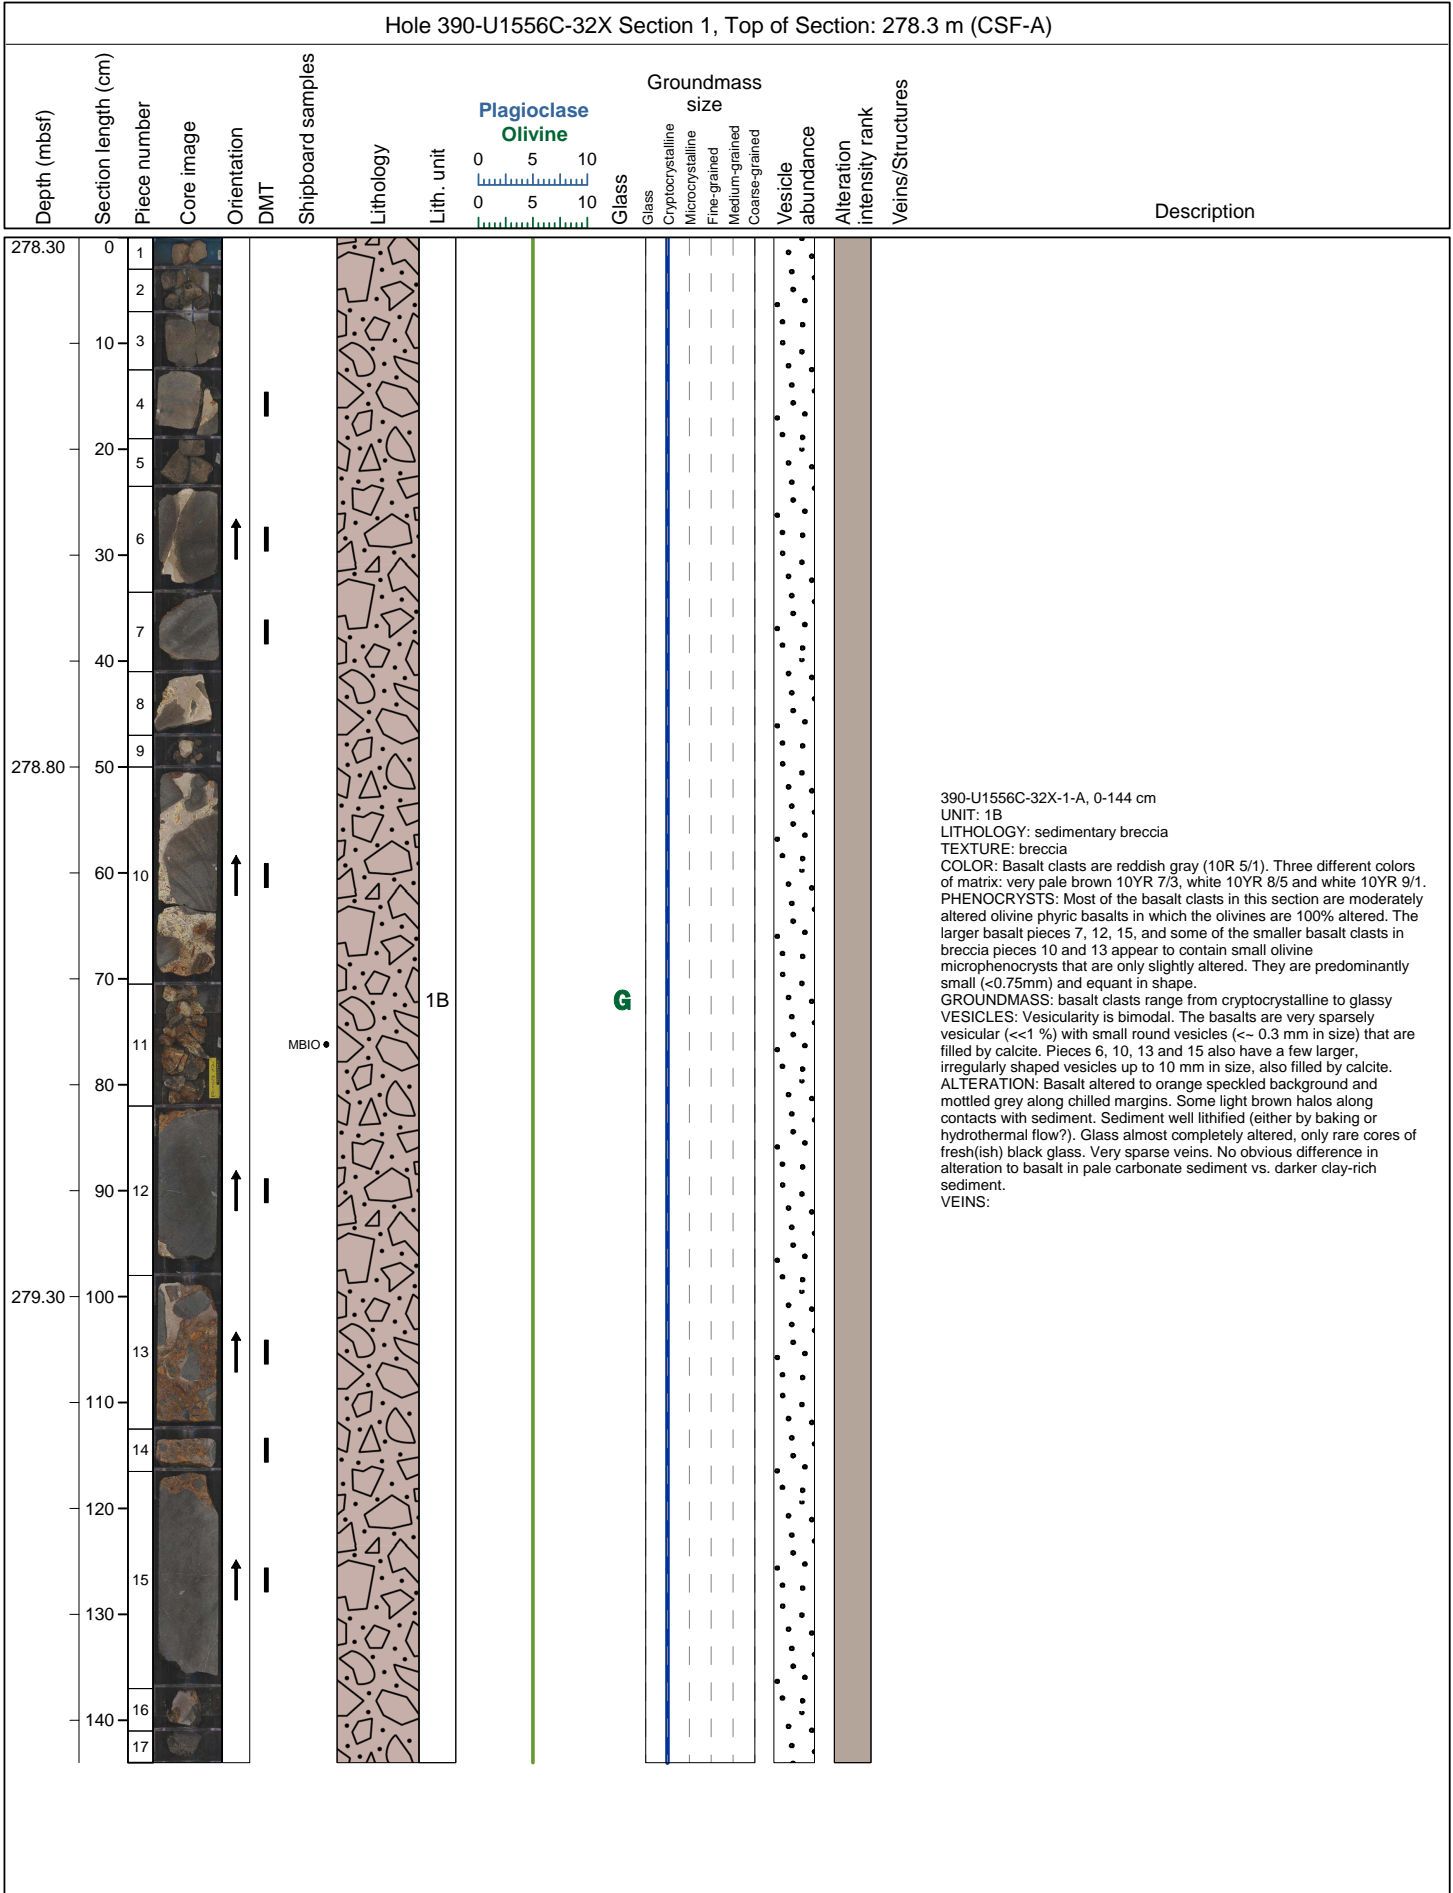 Hole 390-U1556C-32X Section 1, Top of Section: 278.3 m (CSF-A)
Depth (mbsf)
Section length (cm)
Piece number
Core image
Orientation
DMT
Shipboard samples
Lithology
Lith. unit
Plagioclase
Olivine
0 5 10
0 5 10
Glass
Groundmass
size
Glass
Cryptocrystalline
Microcrystalline
Fine-grained
Medium-grained
Coarse-grained
Vesicle
abundance
Alteration
intensity rank
Veins/Structures
Description
278.30
278.80
279.30
0
10
20
30
40
50
60
70
80
90
100
110
120
130
140
1
2
3
4
5
6
7
8
9
10
11
12
13
14
15
16
17
MBIO
1B
G
390-U1556C-32X-1-A, 0-144 cm
UNIT: 1B
LITHOLOGY: sedimentary breccia
TEXTURE: breccia
COLOR: Basalt clasts are reddish gray (10R 5/1). Three different colors
of matrix: very pale brown 10YR 7/3, white 10YR 8/5 and white 10YR 9/1.
PHENOCRYSTS: Most of the basalt clasts in this section are moderately
altered olivine phyric basalts in which the olivines are 100% altered. The
larger basalt pieces 7, 12, 15, and some of the smaller basalt clasts in
breccia pieces 10 and 13 appear to contain small olivine
microphenocrysts that are only slightly altered. They are predominantly
small (<0.75mm) and equant in shape.
GROUNDMASS: basalt clasts range from cryptocrystalline to glassy
VESICLES: Vesicularity is bimodal. The basalts are very sparsely
vesicular (<<1 %) with small round vesicles (<~ 0.3 mm in size) that are
filled by calcite. Pieces 6, 10, 13 and 15 also have a few larger,
irregularly shaped vesicles up to 10 mm in size, also filled by calcite.
ALTERATION: Basalt altered to orange speckled background and
mottled grey along chilled margins. Some light brown halos along
contacts with sediment. Sediment well lithified (either by baking or
hydrothermal flow?). Glass almost completely altered, only rare cores of
fresh(ish) black glass. Very sparse veins. No obvious difference in
alteration to basalt in pale carbonate sediment vs. darker clay-rich
sediment.
VEINS: